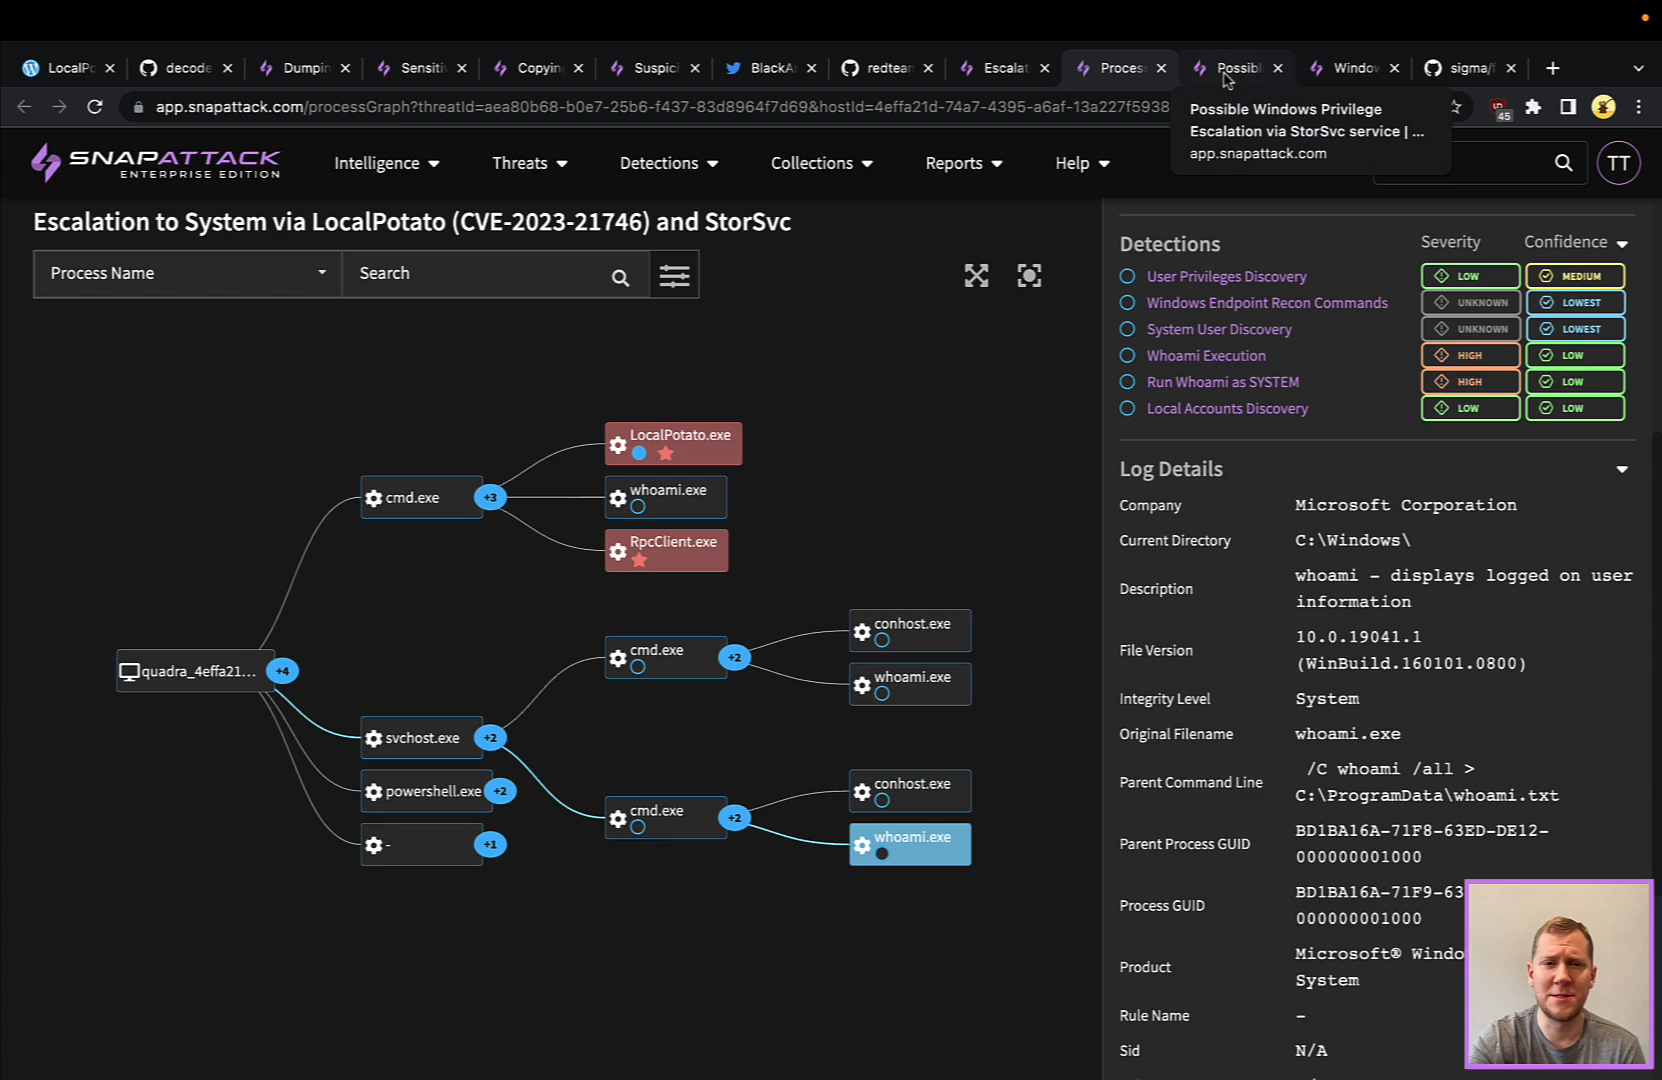 LocalPo
decode
Dumpin
Sensitiv
Copyin
Suspici
BlackAr
redtean
Escalat
Process
Possibl
Window
sigma/r
app.snapattack.com/processGraph?threatId=aea80b68-b0e7-25b6-f437-83d8964f7d69&hostId=4effa21d-74a7-4395-a6af-13a227f5938
45
Possible Windows Privilege
Escalation via StorSvc service | ...
app.snapattack.com
SNAPATTACK
ENTERPRISE EDITION
Intelligence
Threats
Detections
Collections
Reports
Help
TT
Escalation to System via LocalPotato (CVE-2023-21746) and StorSvc
Process Name
Search
LocalPotato.exe
cmd.exe
+3
whoami.exe
RpcClient.exe
quadra_4effa21...
+4
cmd.exe
+2
conhost.exe
whoami.exe
svchost.exe
+2
powershell.exe
+2
-
+1
cmd.exe
+2
conhost.exe
whoami.exe
Detections
Severity
Confidence
User Privileges Discovery
LOW
MEDIUM
Windows Endpoint Recon Commands
UNKNOWN
LOWEST
System User Discovery
UNKNOWN
LOWEST
Whoami Execution
HIGH
LOW
Run Whoami as SYSTEM
HIGH
LOW
Local Accounts Discovery
LOW
LOW
Log Details
Company
Microsoft Corporation
Current Directory
C:\Windows\
Description
whoami - displays logged on user
information
File Version
10.0.19041.1
(WinBuild.160101.0800)
Integrity Level
System
Original Filename
whoami.exe
Parent Command Line
/C whoami /all >
C:\ProgramData\whoami.txt
Parent Process GUID
BD1BA16A-71F8-63ED-DE12-
000000001000
Process GUID
BD1BA16A-71F9-63
000000001000
Product
Microsoft® Windo
System
Rule Name
-
Sid
N/A